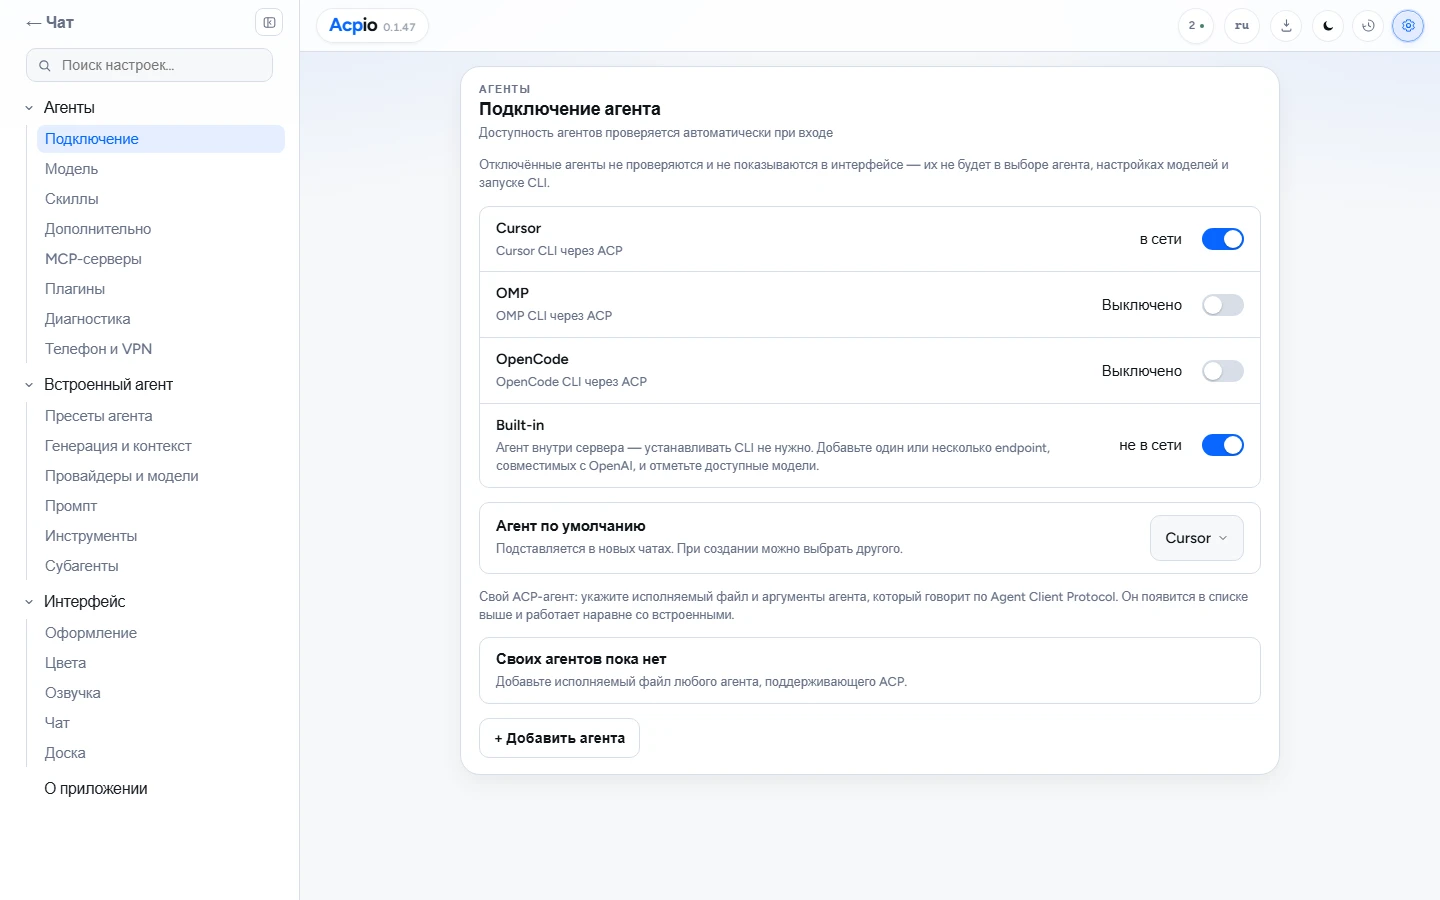 ← Чат
Поиск настроек...
Агенты
Подключение
Модель
Скиллы
Дополнительно
MCP-серверы
Плагины
Диагностика
Телефон и VPN
Встроенный агент
Пресеты агента
Генерация и контекст
Провайдеры и модели
Промпт
Инструменты
Субагенты
Интерфейс
Оформление
Цвета
Озвучка
Чат
Доска
О приложении
Acpio 0.1.47
2
ru
АГЕНТЫ
Подключение агента
Доступность агентов проверяется автоматически при входе
Отключённые агенты не проверяются и не показываются в интерфейсе — их не будет в выборе агента, настройках моделей и
запуске CLI.
Cursor
Cursor CLI через ACP
в сети
OMP
OMP CLI через ACP
Выключено
OpenCode
OpenCode CLI через ACP
Выключено
Built-in
Агент внутри сервера — устанавливать CLI не нужно. Добавьте один или несколько endpoint,
совместимых с OpenAI, и отметьте доступные модели.
не в сети
Агент по умолчанию
Подставляется в новых чатах. При создании можно выбрать другого.
Cursor
Свой ACP-агент: укажите исполняемый файл и аргументы агента, который говорит по Agent Client Protocol. Он появится в списке
выше и работает наравне со встроенными.
Своих агентов пока нет
Добавьте исполняемый файл любого агента, поддерживающего ACP.
+ Добавить агента